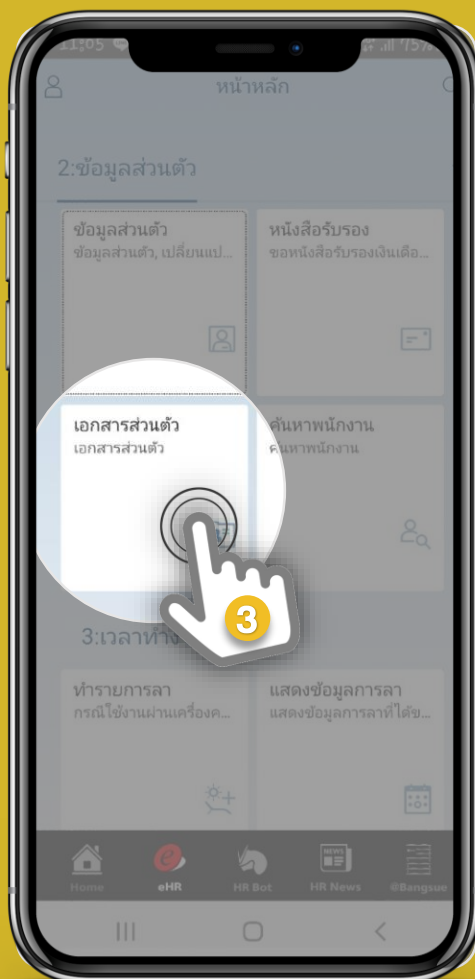 11:05
75%
หน้าหลัก
2:ข้อมูลส่วนตัว
ข้อมูลส่วนตัว
ข้อมูลส่วนตัว, เปลี่ยนแป...
หนังสือรับรอง
ขอหนังสือรับรองเงินเดือ...
เอกสารส่วนตัว
เอกสารส่วนตัว
ค้นหาพนักงาน
ค้นหาพนักงาน
3
3:เวลาทำง
ทำรายการลา
กรณีใช้งานผ่านเครื่องค...
แสดงข้อมูลการลา
แสดงข้อมูลการลาที่ได้ข...
NEWS
Home
eHR
HR Bot
HR News
@Bangsue